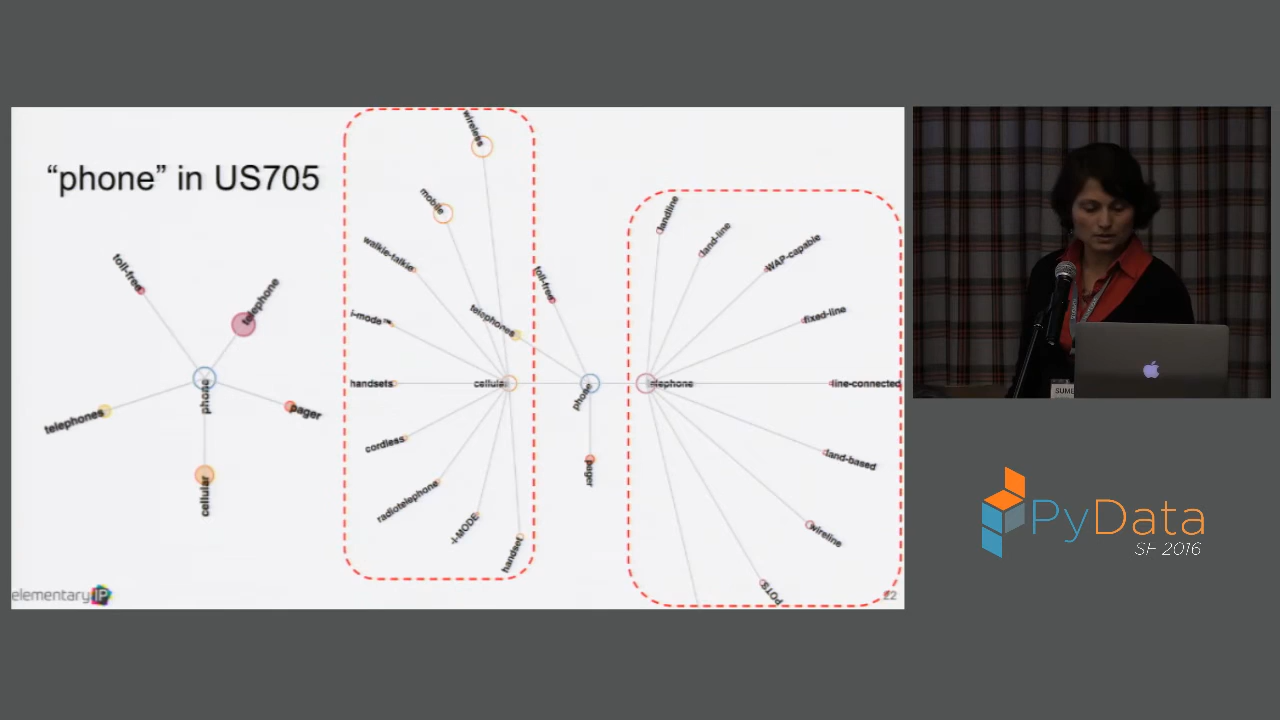 “phone” in US705
toll-free
telephone
phone
telephones
pager
cellular
wireless
mobile
walkie-talkie
i-mode
handsets
cordless
radiotelephone
-i-MODE
handset
cellular
telephones
toll-free
phone
pager
telephone
landline
land-line
WAP-capable
fixed-line
line-connected
land-based
wireline
POTS
elementary IP
22
PyData
SF 2016